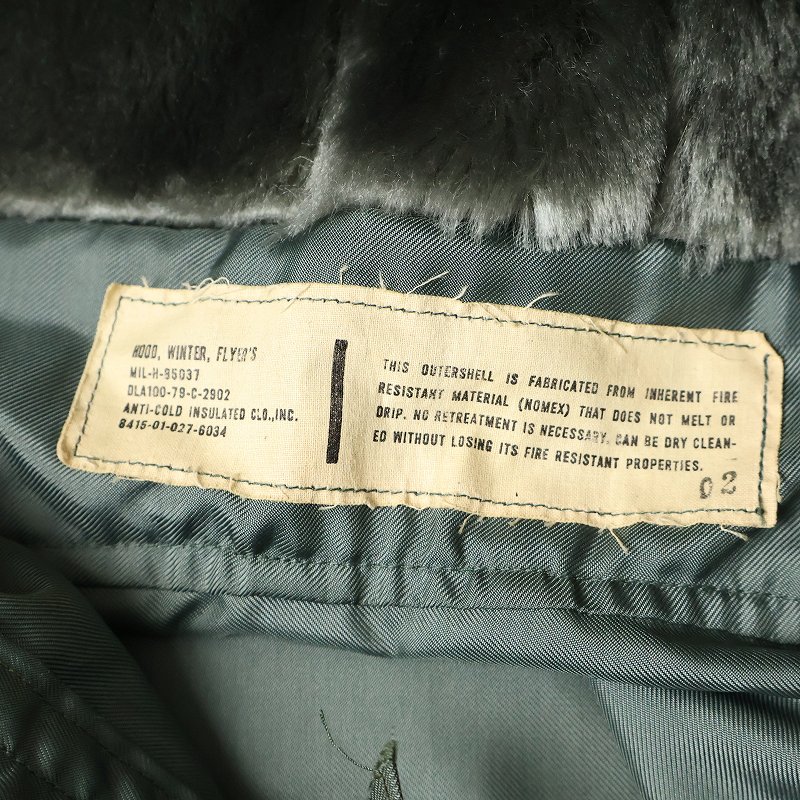 HOOD, WINTER, FLYER'S
MIL-H-85037
DLA100-79-C-2902
ANTI-COLD INSULATED CLO.,INC.
8415-01-027-6034
THIS OUTERSHELL IS FABRICATED FROM INHERENT FIRE
RESISTANT MATERIAL (NOMEX) THAT DOES NOT MELT OR
DRIP. NO RETREATMENT IS NECESSARY. CAN BE DRY CLEAN-
ED WITHOUT LOSING ITS FIRE RESISTANT PROPERTIES.
02